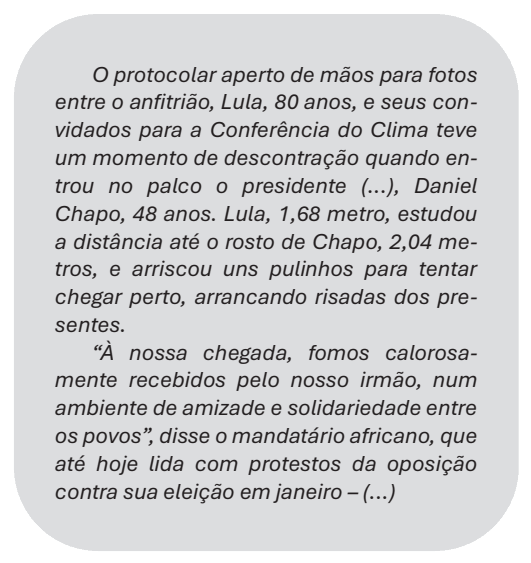 O protocolar aperto de mãos para fotos
entre o anfitrião, Lula, 80 anos, e seus con-
vidados para a Conferência do Clima teve
um momento de descontração quando en-
trou no palco o presidente (...), Daniel
Chapo, 48 anos. Lula, 1,68 metro, estudou
a distância até o rosto de Chapo, 2,04 me-
tros, e arriscou uns pulinhos para tentar
chegar perto, arrancando risadas dos pre-
sentes.
“À nossa chegada, fomos calorosa-
mente recebidos pelo nosso irmão, num
ambiente de amizade e solidariedade entre
os povos”, disse o mandatário africano, que
até hoje lida com protestos da oposição
contra sua eleição em janeiro – (...)